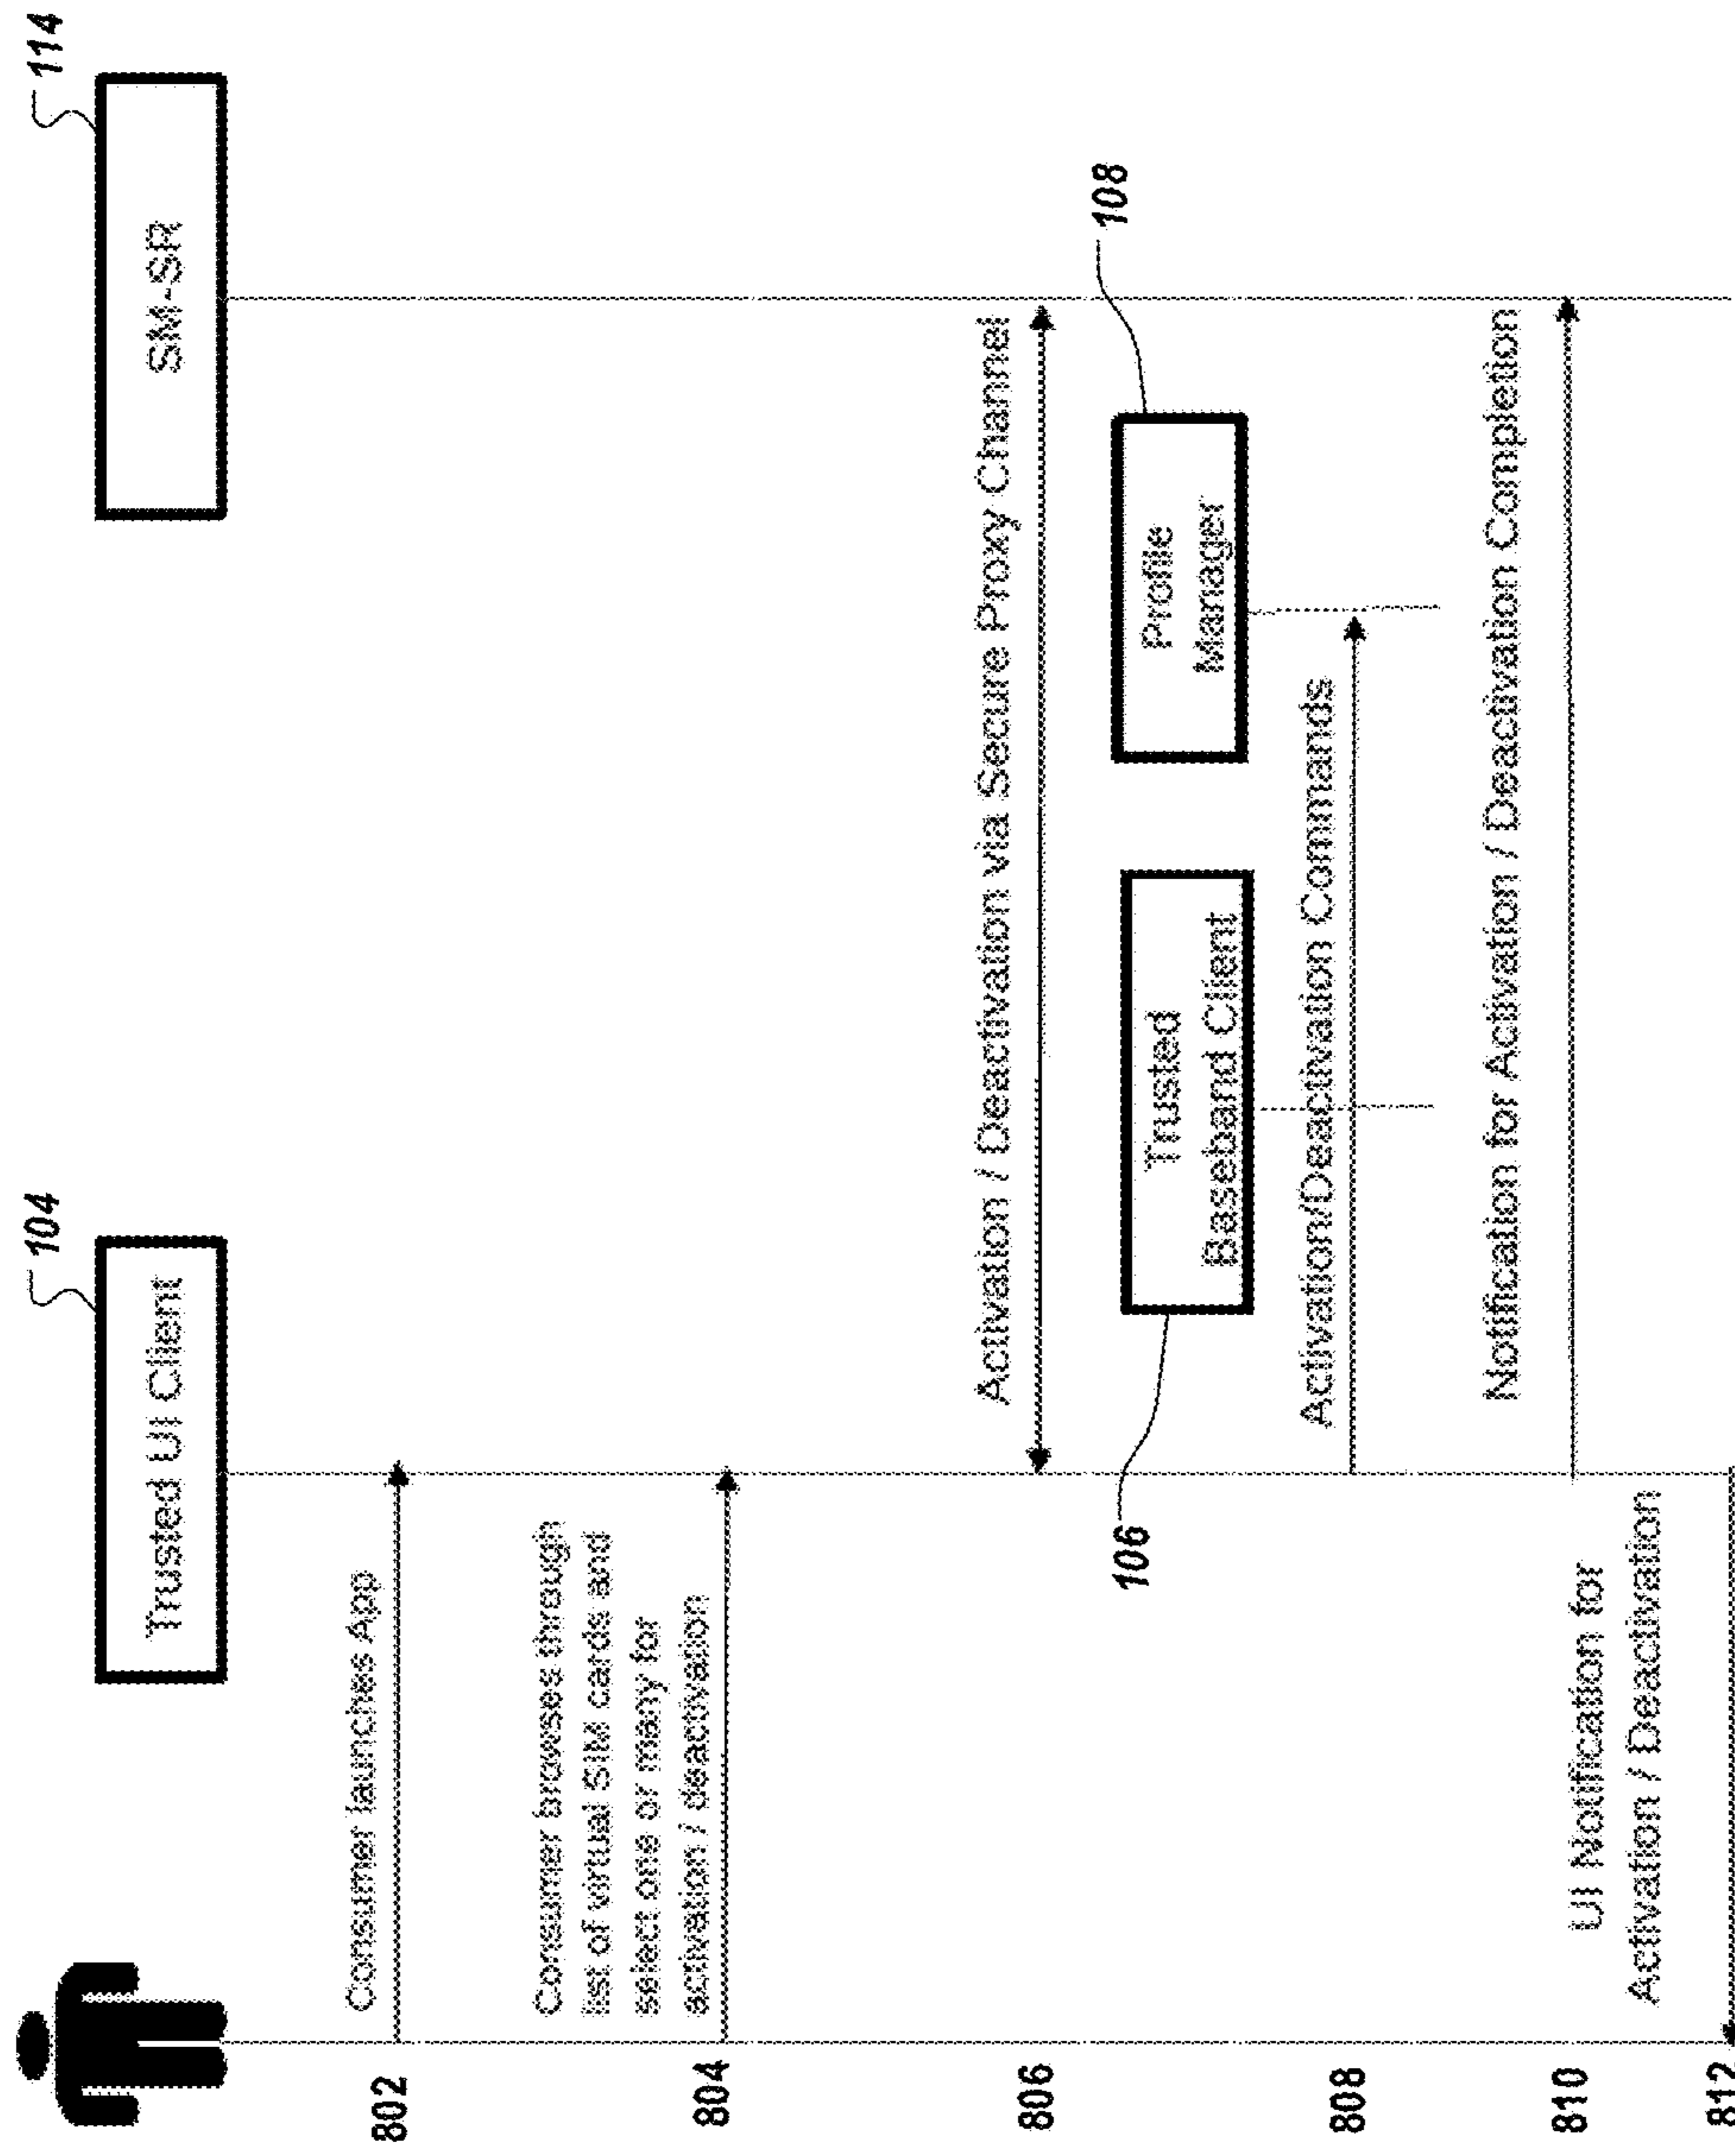 104
114
Trusted UI Client
SM-SR
802
Consumer launches App
804
Consumer browses through
list of virtual SIM cards and
select one or many for
activation / deactivation
806
Activation / Deactivation via Secure Proxy Channel
106
Trusted
Baseband Client
108
Profile
Manager
808
Activation/Deactivation Commands
810
Notification for Activation / Deactivation Completion
UI Notification for
Activation / Deactivation
812